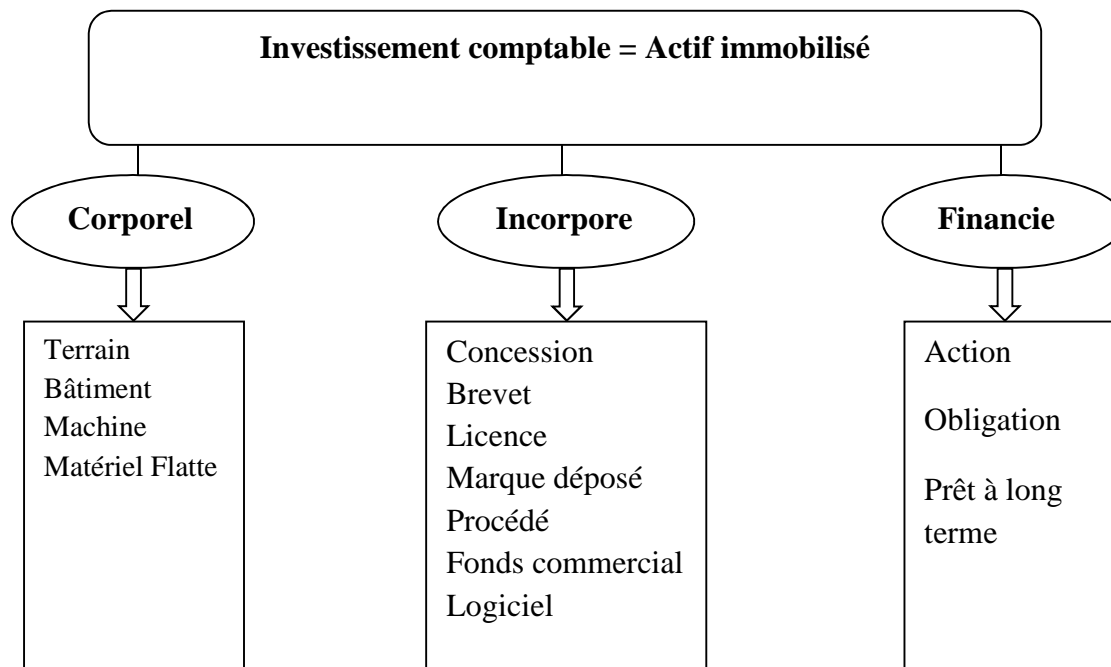 Investissement comptable = Actif immobilisé
Corporel
Incorpore
Financie
Terrain
Bâtiment
Machine
Matériel Flatte
Concession
Brevet
Licence
Marque déposé
Procédé
Fonds commercial
Logiciel
Action
Obligation
Prêt à long
terme